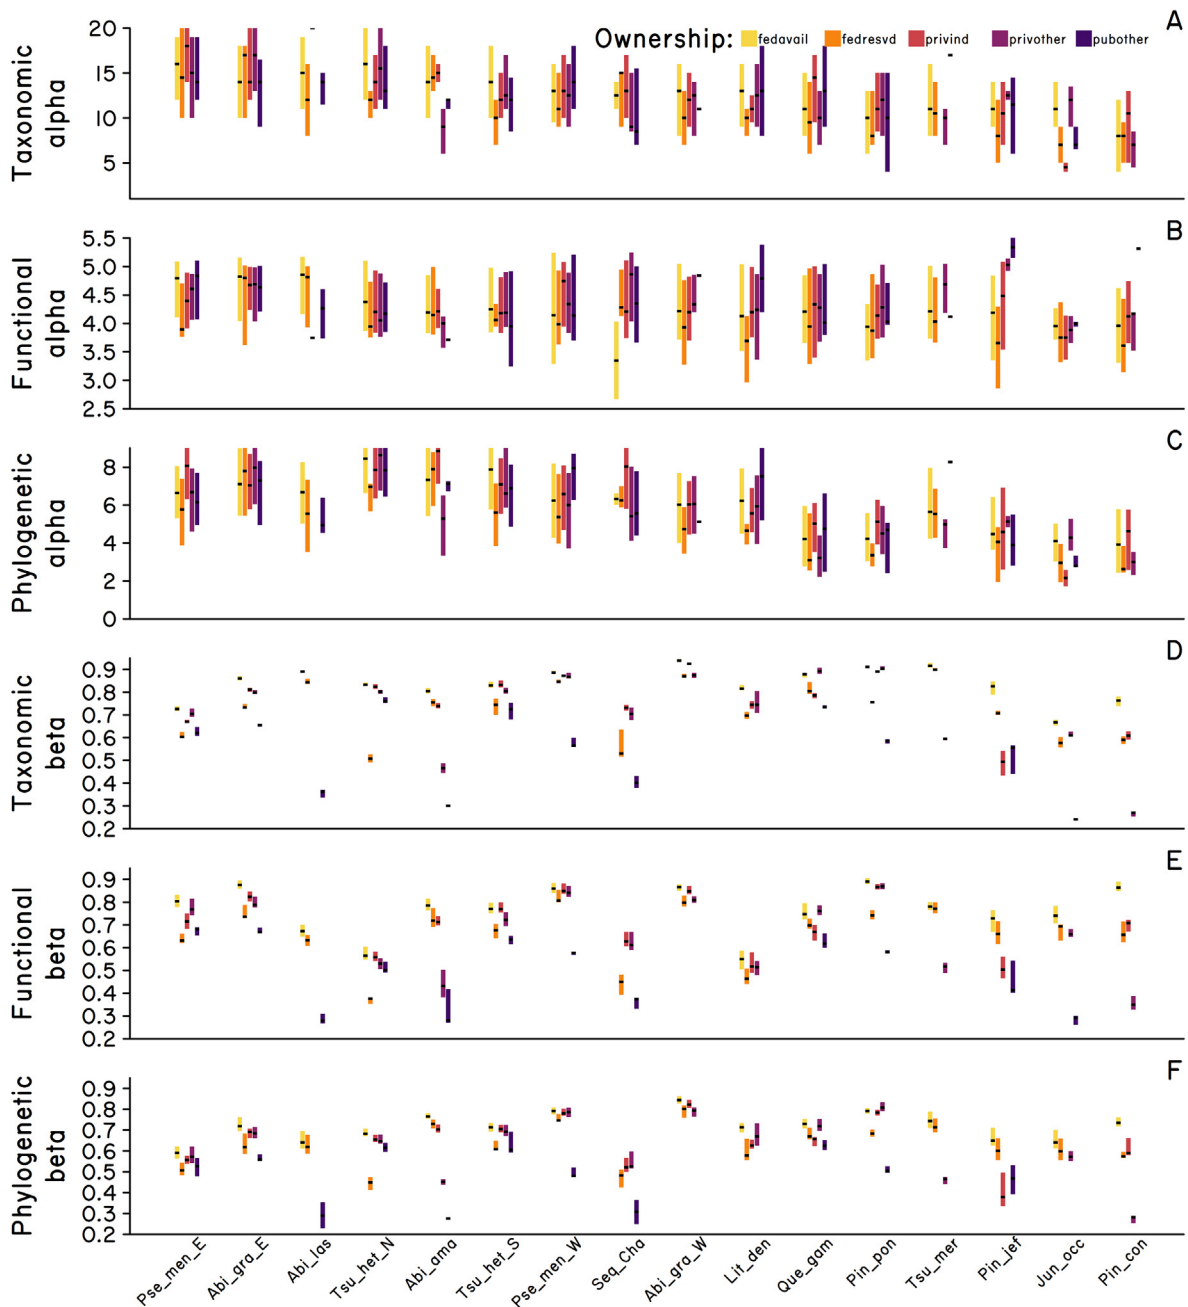 A
Ownership: fedavail fedresvd privind privother pubother
Taxonomic
alpha
20
15
10
5
B
Functional
alpha
5.5
5.0
4.5
4.0
3.5
3.0
2.5
C
Phylogenetic
alpha
8
6
4
2
0
D
Taxonomic
beta
0.9
0.8
0.7
0.6
0.5
0.4
0.3
0.2
E
Functional
beta
0.9
0.8
0.7
0.6
0.5
0.4
0.3
0.2
F
Phylogenetic
beta
0.9
0.8
0.7
0.6
0.5
0.4
0.3
0.2
Pse_men_E
Abi_gra_E
Abi_las
Tsu_het_N
Abi_ama
Tsu_het_S
Pse_men_W
Seq_Cha
Abi_gra_W
Lit_den
Que_gam
Pin_pon
Tsu_mer
Pin_jef
Jun_occ
Pin_con